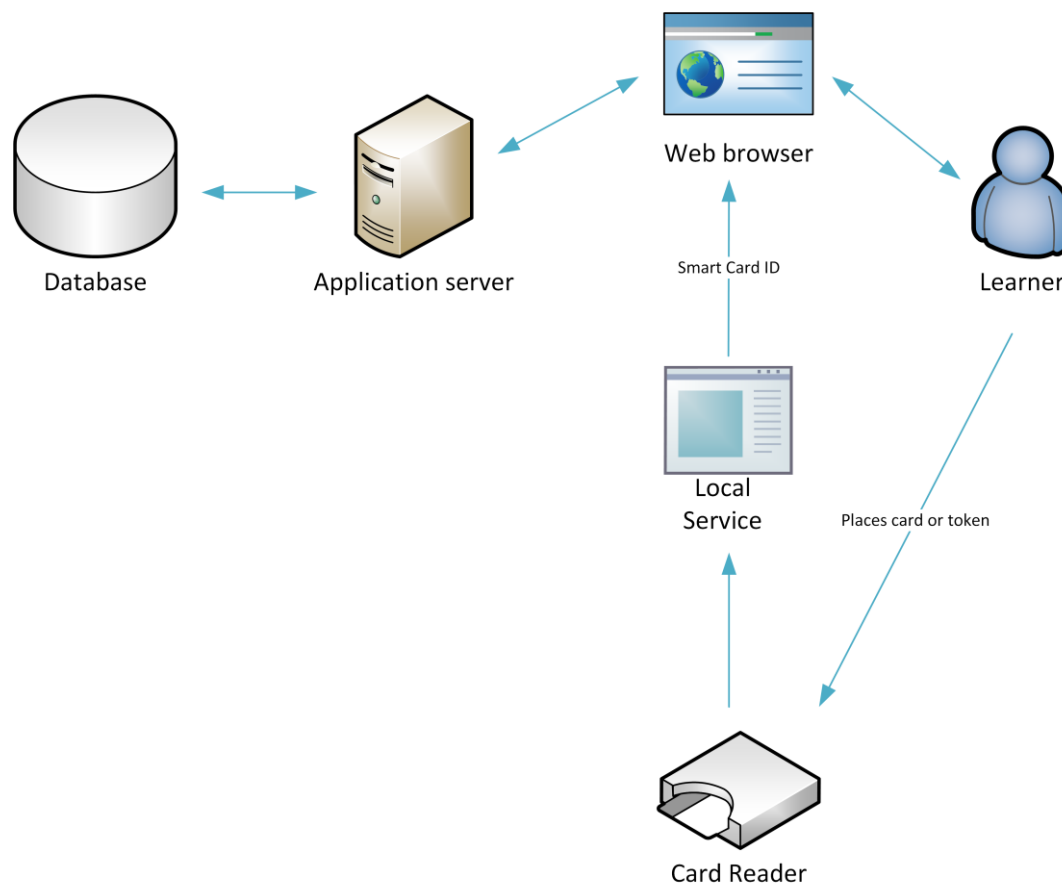 Web browser
Database
Application server
Smart Card ID
Learner
Local
Service
Places card or token
Card Reader